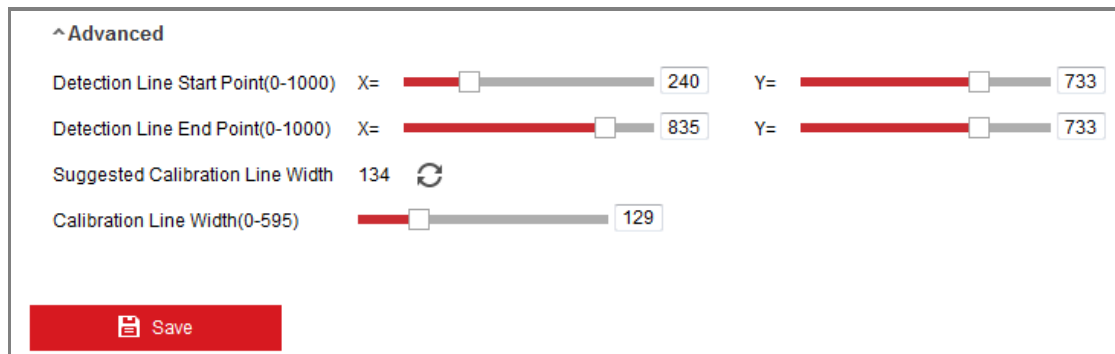 Advanced
Detection Line Start Point(0-1000) X= 240 Y= 733
Detection Line End Point(0-1000) X= 835 Y= 733
Suggested Calibration Line Width 134
Calibration Line Width(0-595) 129
Save